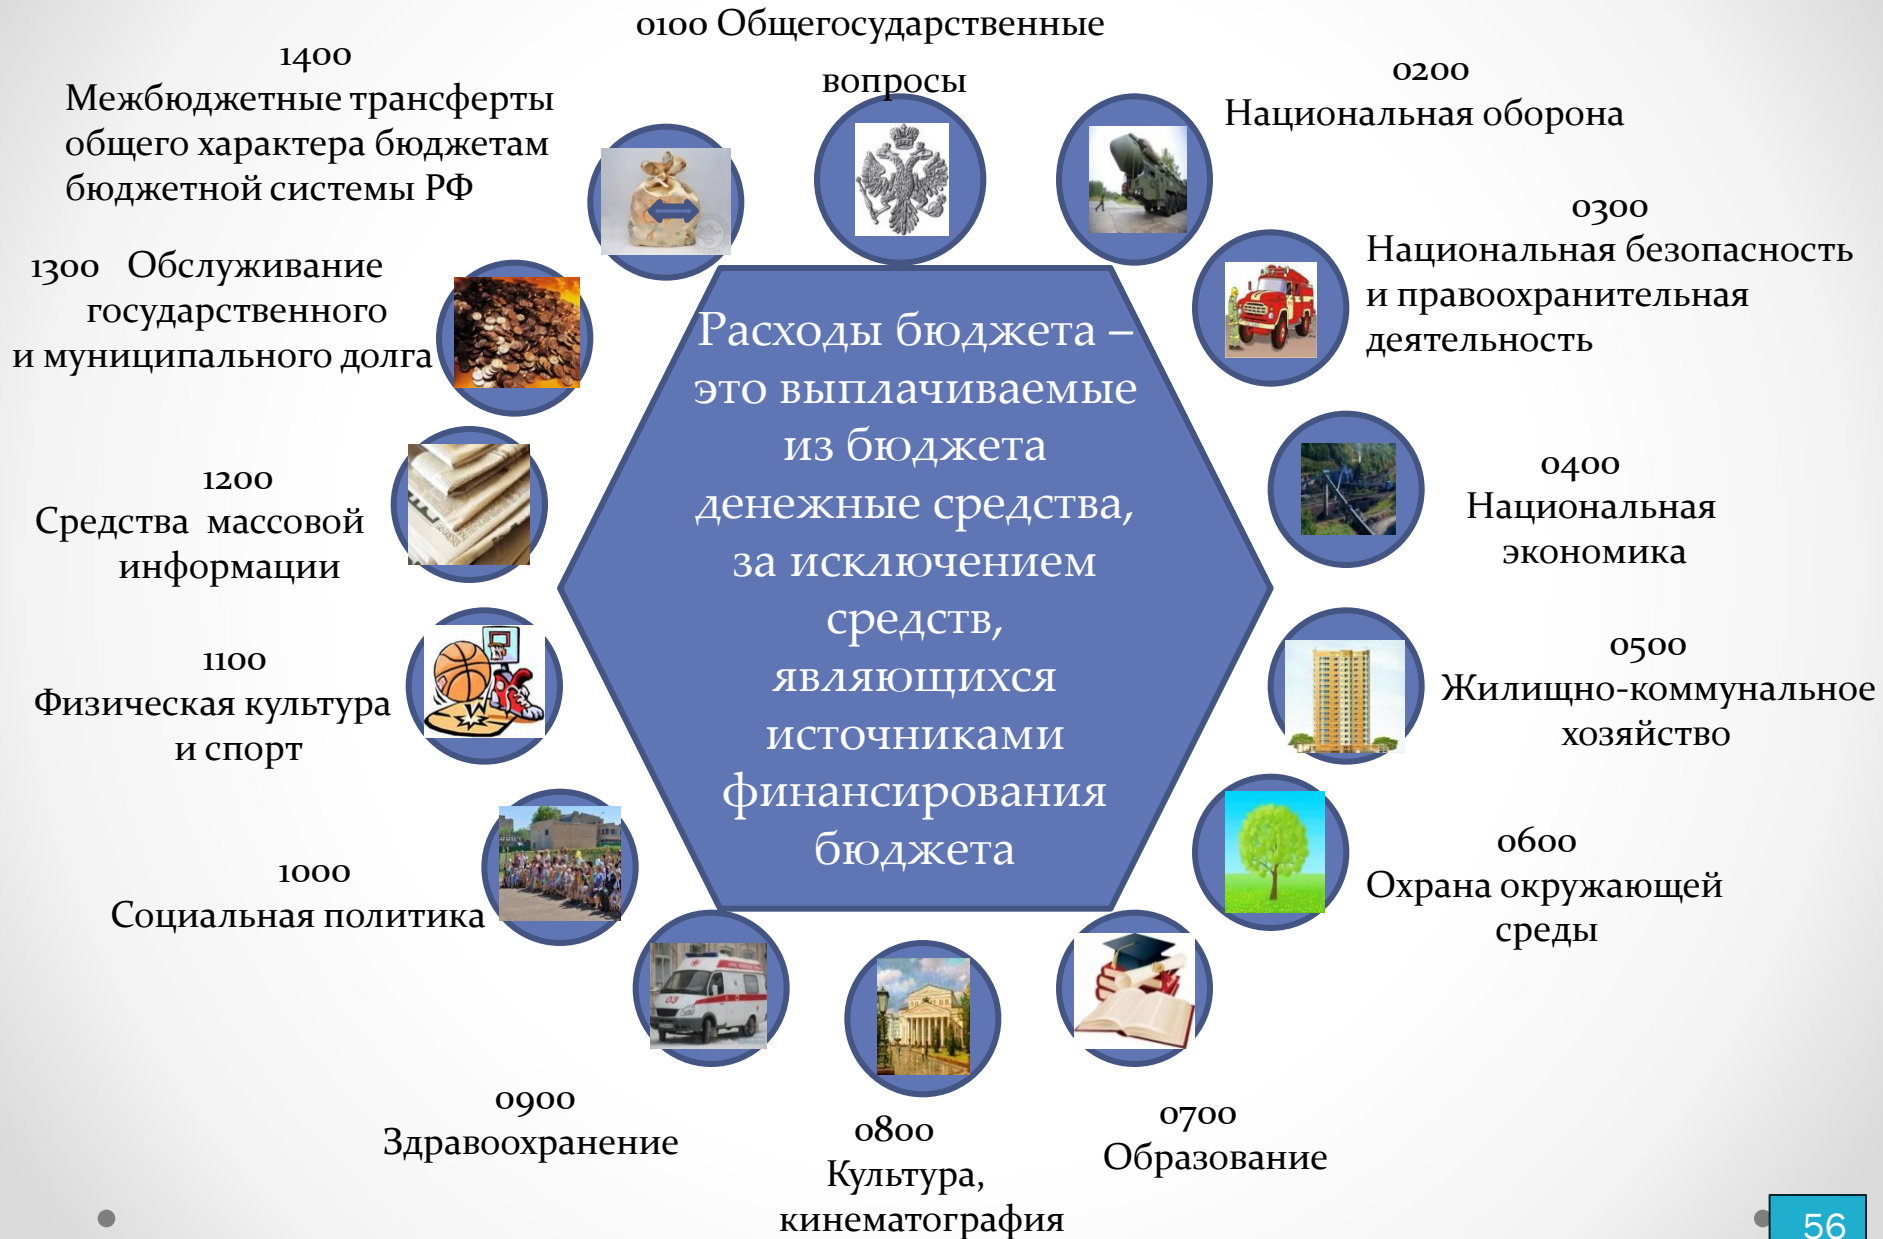 0100 Общегосударственные
вопросы
0200
Национальная оборона
0300
Национальная безопасность
и правоохранительная
деятельность
0400
Национальная
экономика
0500
Жилищно-коммунальное
хозяйство
0600
Охрана окружающей
среды
0700
Образование
0800
Культура,
кинематография
0900
Здравоохранение
1000
Социальная политика
1100
Физическая культура
и спорт
1200
Средства массовой
информации
1300 Обслуживание
государственного
и муниципального долга
1400
Межбюджетные трансферты
общего характера бюджетам
бюджетной системы РФ
Расходы бюджета –
это выплачиваемые
из бюджета
денежные средства,
за исключением
средств,
являющихся
источниками
финансирования
бюджета
03
56